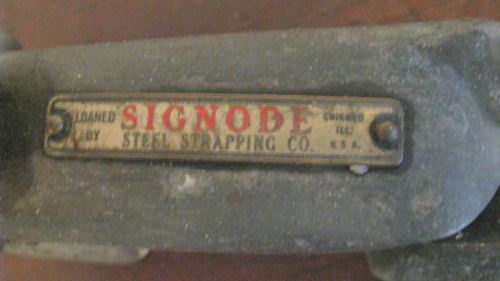 LOANED BY
SIGNODE
STEEL STRAPPING CO.
CHICAGO
ILL.
U.S.A.